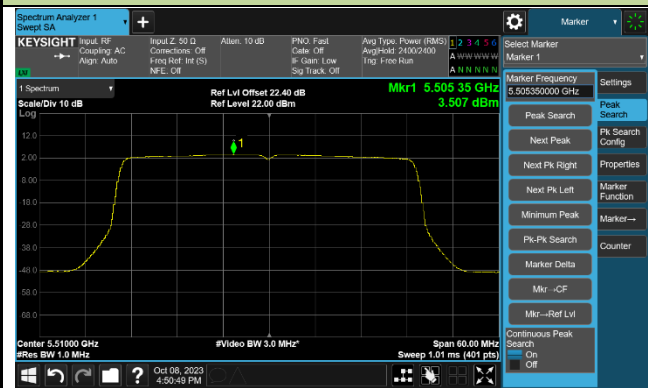 Spectrum Analyzer 1
Swept SA
Marker
KEYSIGHT
Input: RF
Coupling: AC
Align: Auto
Input Z: 50 Ω
Corrections: Off
Freq Ref: Int (S)
NFE: Off
Atten: 10 dB
PNO: Fast
Gate: Off
IF Gain: Low
Sig Track: Off
Avg Type: Power (RMS)
Avg|Hold: 2400/2400
Trig: Free Run
1 2 3 4 5 6
A W W W W W
A N N N N N
Select Marker
Marker 1
1 Spectrum
Scale/Div 10 dB
Log
Ref Lvl Offset 22.40 dB
Ref Level 22.00 dBm
Mkr1 5.505 35 GHz
3.507 dBm
12.0
2.00
-8.00
-18.0
-28.0
-38.0
-48.0
-58.0
-68.0
1
Center 5.51000 GHz
#Res BW 1.0 MHz
#Video BW 3.0 MHz*
Span 60.00 MHz
Sweep 1.01 ms (401 pts)
Marker Frequency
5.505350000 GHz
Peak Search
Next Peak
Next Pk Right
Next Pk Left
Minimum Peak
Pk-Pk Search
Marker Delta
Mkr→CF
Mkr→Ref Lvl
Continuous Peak
Search
On
Off
Settings
Peak
Search
Pk Search
Config
Properties
Marker
Function
Marker→
Counter
Oct 08, 2023
4:50:49 PM